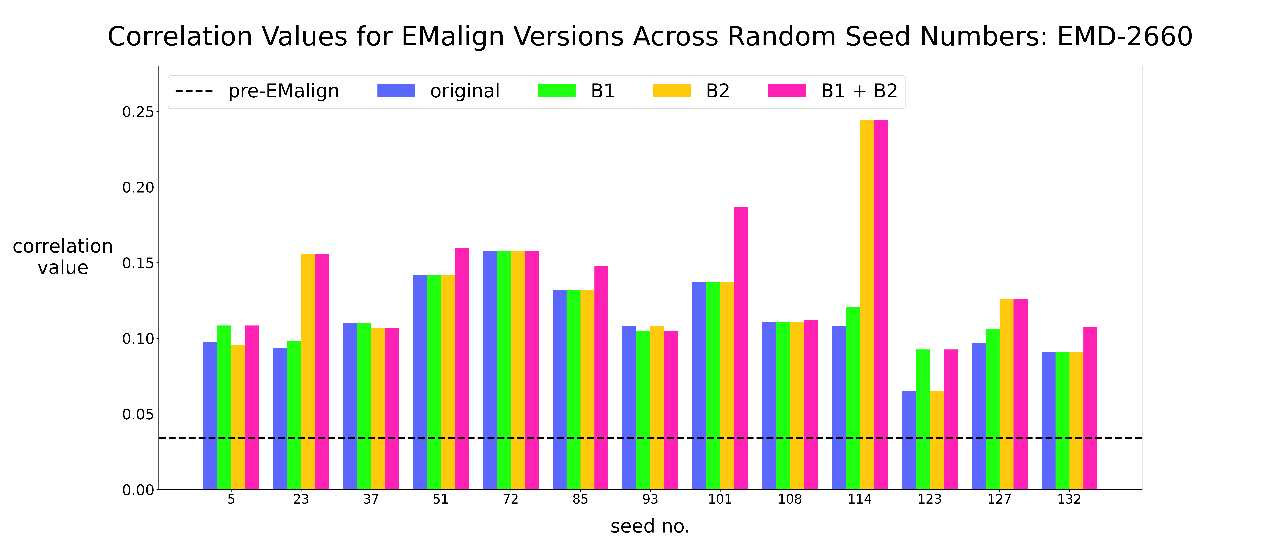 Correlation Values for EMalign Versions Across Random Seed Numbers: EMD-2660
pre-EMalign original B1 B2 B1 + B2
0.25
0.20
correlation
value
0.15
0.10
0.05
0.00
5 23 37 51 72 85 93 101 108 114 123 127 132
seed no.